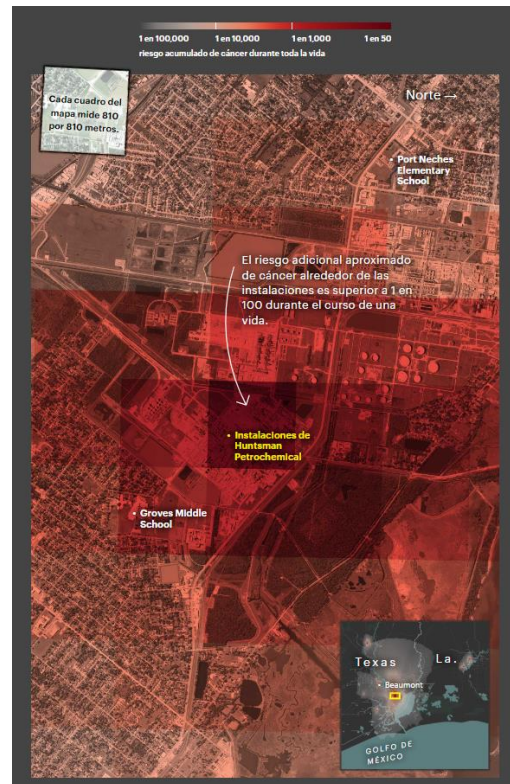 1 en 100,000 1 en 10,000 1 en 1,000 1 en 50
riesgo acumulado de cáncer durante toda la vida
Cada cuadro del
mapa mide 810
por 810 metros.
Norte →
Port Neches
Elementary
School
El riesgo adicional aproximado
de cáncer alrededor de las
instalaciones es superior a 1 en
100 durante el curso de una
vida.
Instalaciones de
Huntsman
Petrochemical
Groves Middle
School
Texas La.
Beaumont
GOLFO DE
MÉXICO